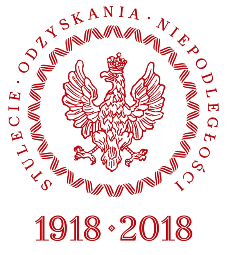 STULECIE · ODZYSKANIA · NIEPODLEGŁOŚCI
1918 · 2018